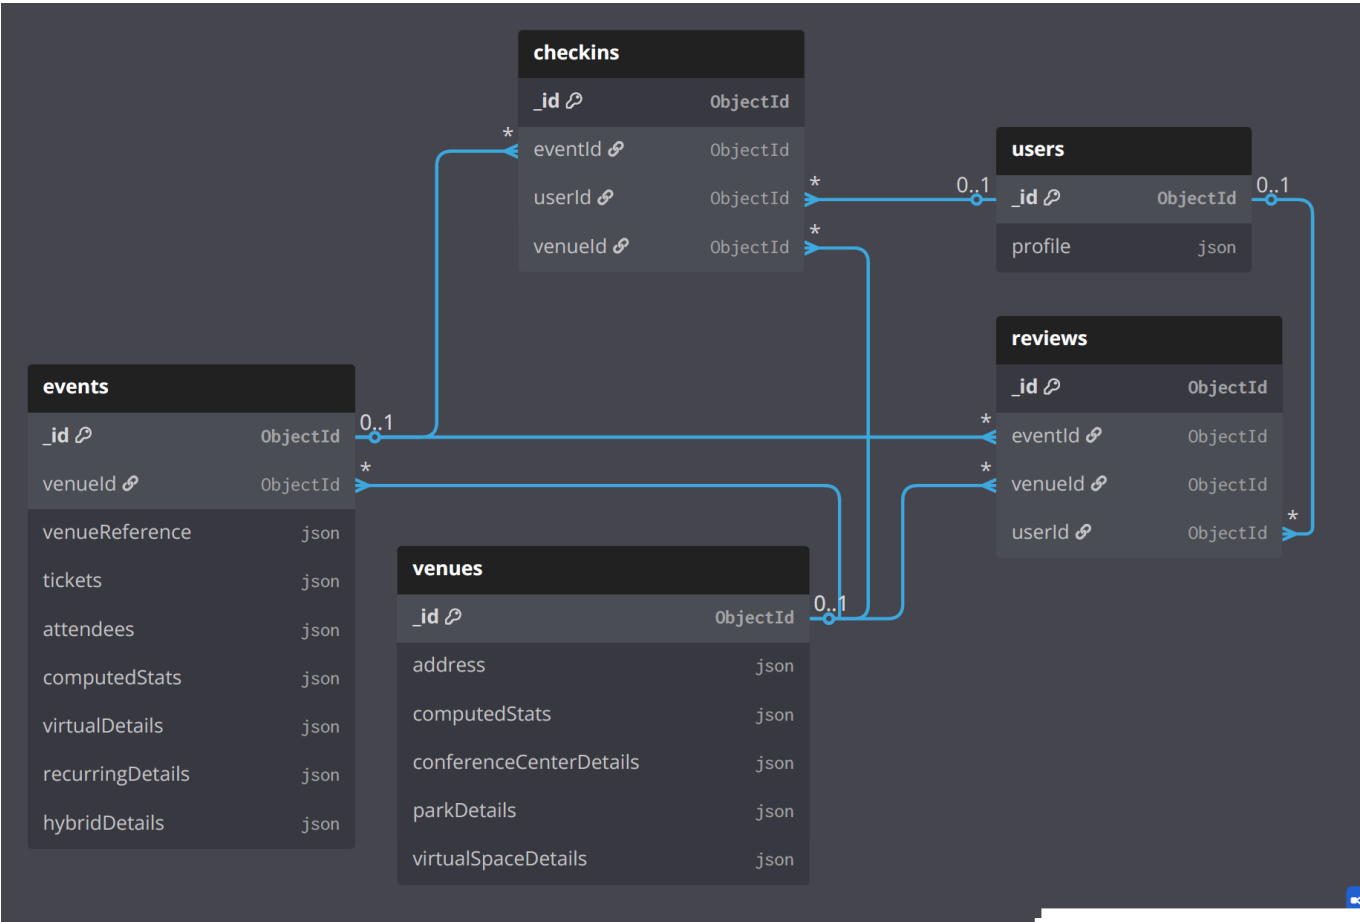 checkins
_id ObjectId
* eventId ObjectId
userId ObjectId *
venueId ObjectId *
users
0..1 _id ObjectId 0..1
profile json
reviews
_id ObjectId
* eventId ObjectId
* venueId ObjectId
userId ObjectId *
events
_id ObjectId 0..1
venueId ObjectId *
venueReference json
tickets json
attendees json
computedStats json
virtualDetails json
recurringDetails json
hybridDetails json
venues
_id ObjectId 0..1
address json
computedStats json
conferenceCenterDetails json
parkDetails json
virtualSpaceDetails json